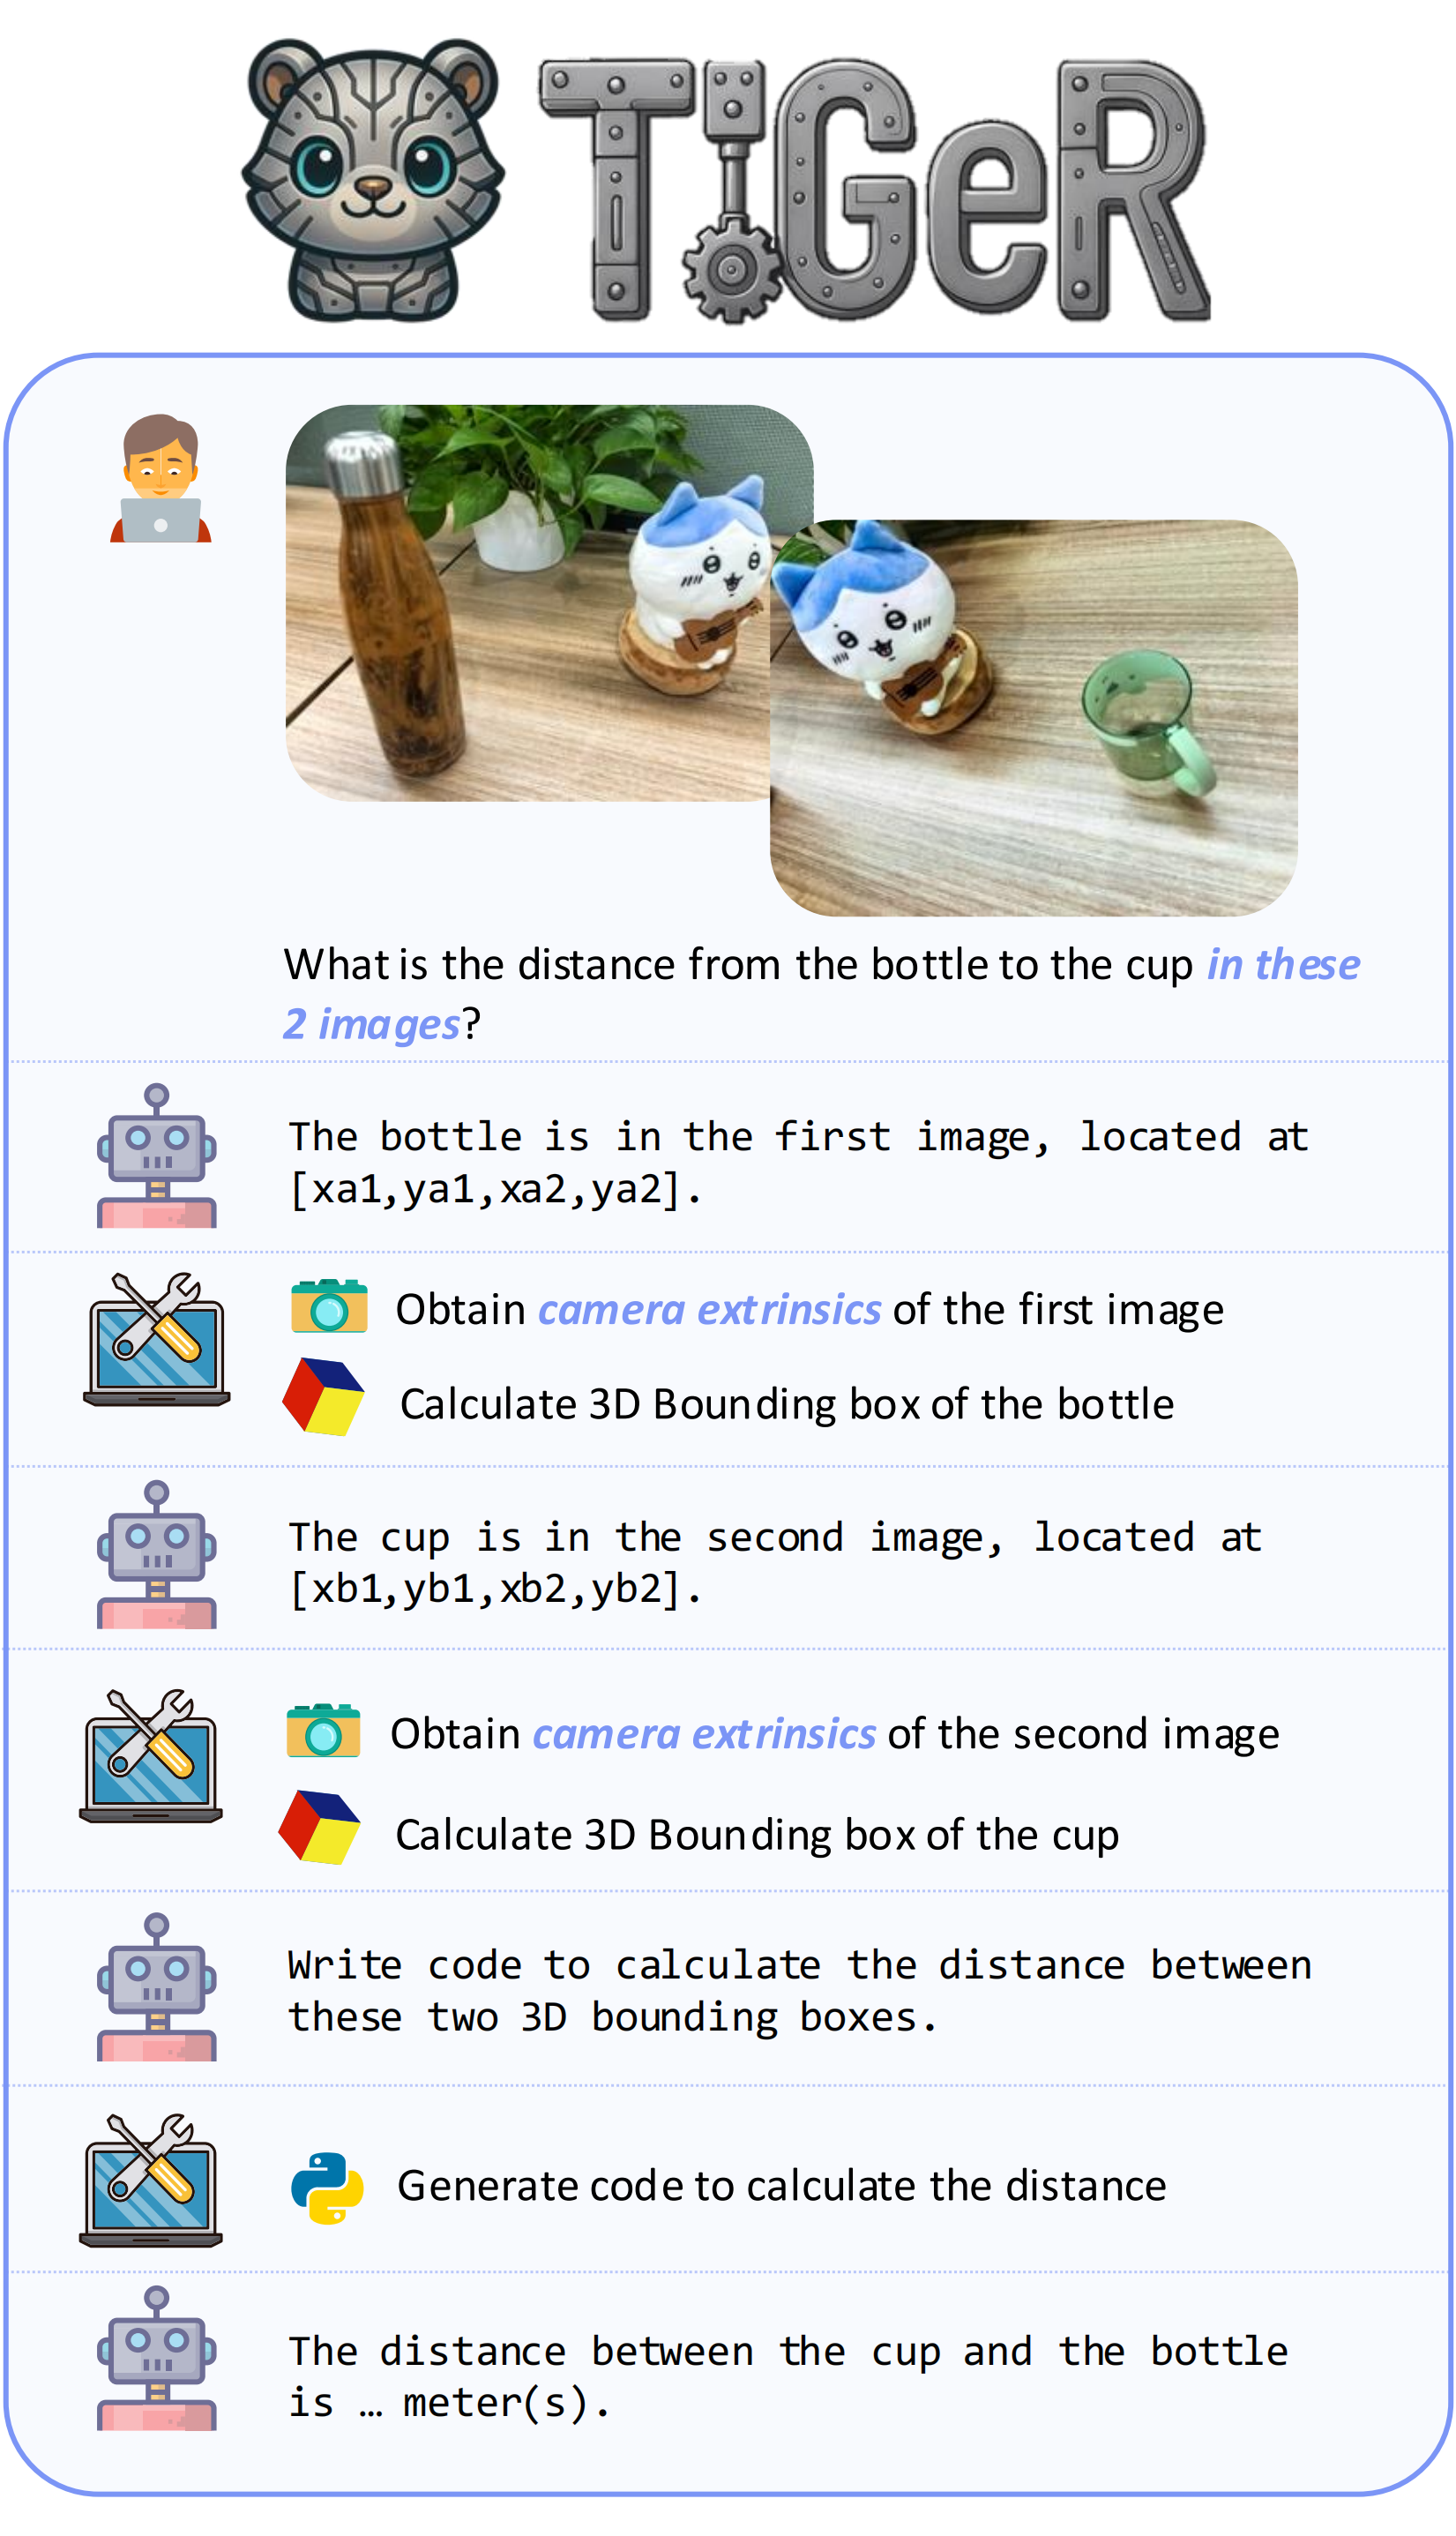 TIGeR
What is the distance from the bottle to the cup in these
2 images?
The bottle is in the first image, located at
[xa1,ya1,xa2,ya2].
Obtain camera extrinsics of the first image
Calculate 3D Bounding box of the bottle
The cup is in the second image, located at
[xb1,yb1,xb2,yb2].
Obtain camera extrinsics of the second image
Calculate 3D Bounding box of the cup
Write code to calculate the distance between
these two 3D bounding boxes.
Generate code to calculate the distance
The distance between the cup and the bottle
is … meter(s).